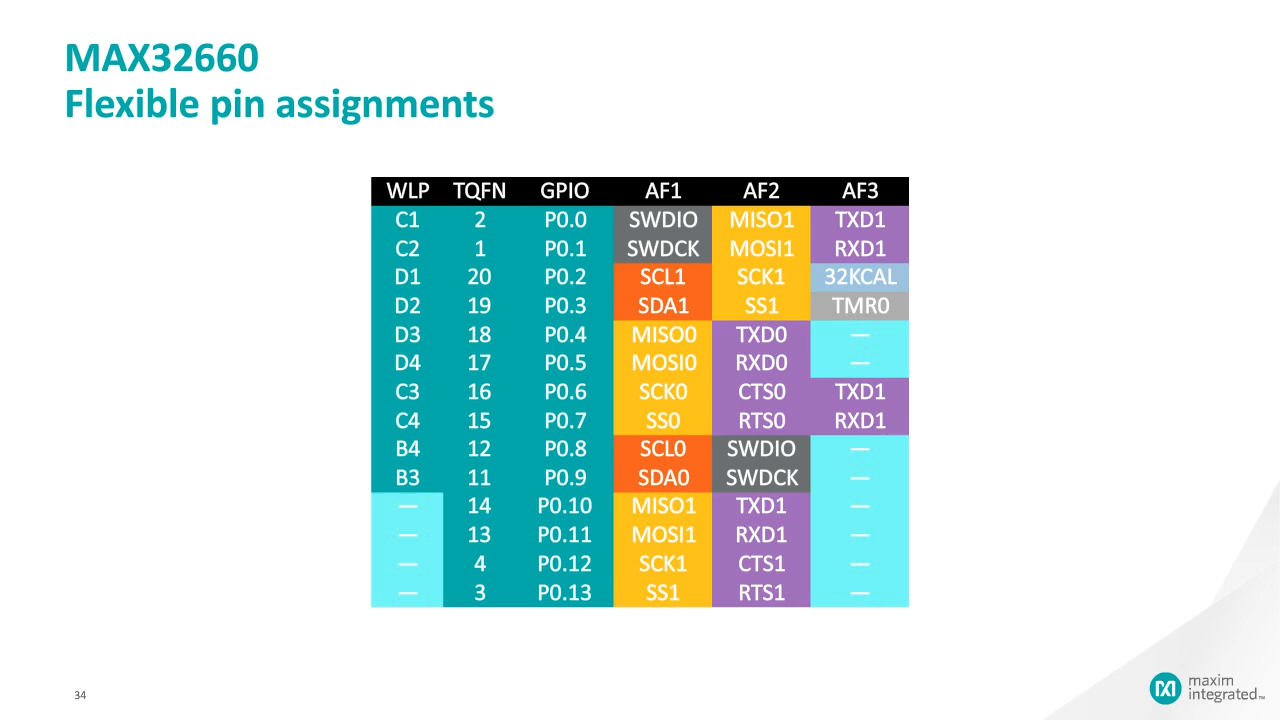 MAX32660
Flexible pin assignments
WLP TQFN GPIO AF1 AF2 AF3
C1 2 P0.0 SWDIO MISO1 TXD1
C2 1 P0.1 SWDCK MOSI1 RXD1
D1 20 P0.2 SCL1 SCK1 32KCAL
D2 19 P0.3 SDA1 SS1 TMR0
D3 18 P0.4 MISO0 TXD0 —
D4 17 P0.5 MOSI0 RXD0 —
C3 16 P0.6 SCK0 CTS0 TXD1
C4 15 P0.7 SS0 RTS0 RXD1
B4 12 P0.8 SCL0 SWDIO —
B3 11 P0.9 SDA0 SWDCK —
— 14 P0.10 MISO1 TXD1 —
— 13 P0.11 MOSI1 RXD1 —
— 4 P0.12 SCK1 CTS1 —
— 3 P0.13 SS1 RTS1 —
34
maxim
integrated™